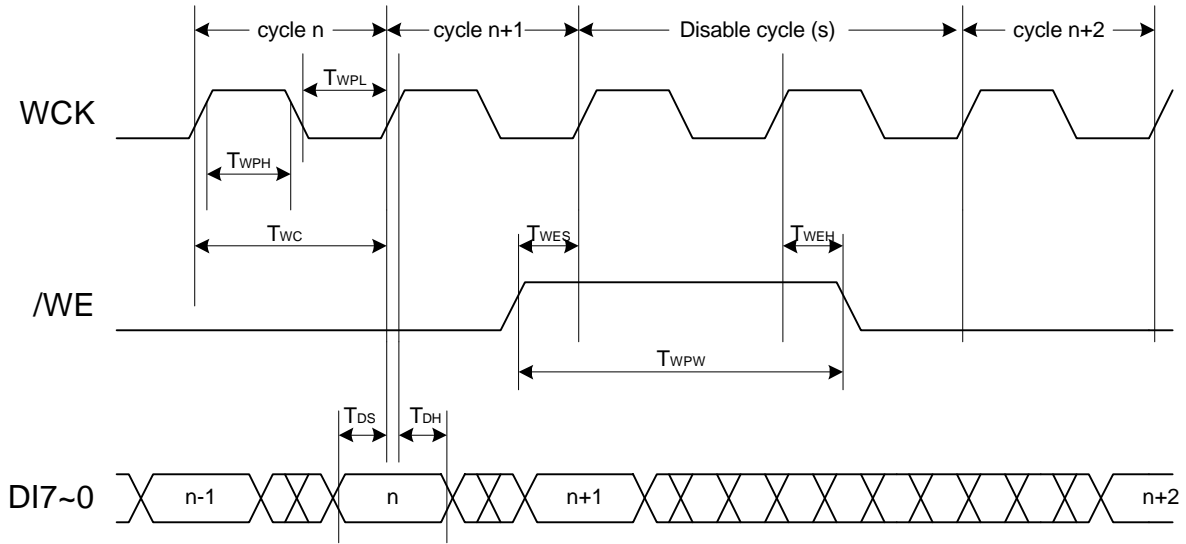 cycle n cycle n+1 Disable cycle (s) cycle n+2
TWPL
WCK
TWPH
TWC TWES TWEH
/WE
TWPW
TDS TDH
DI7~0 n-1 n n+1 n+2